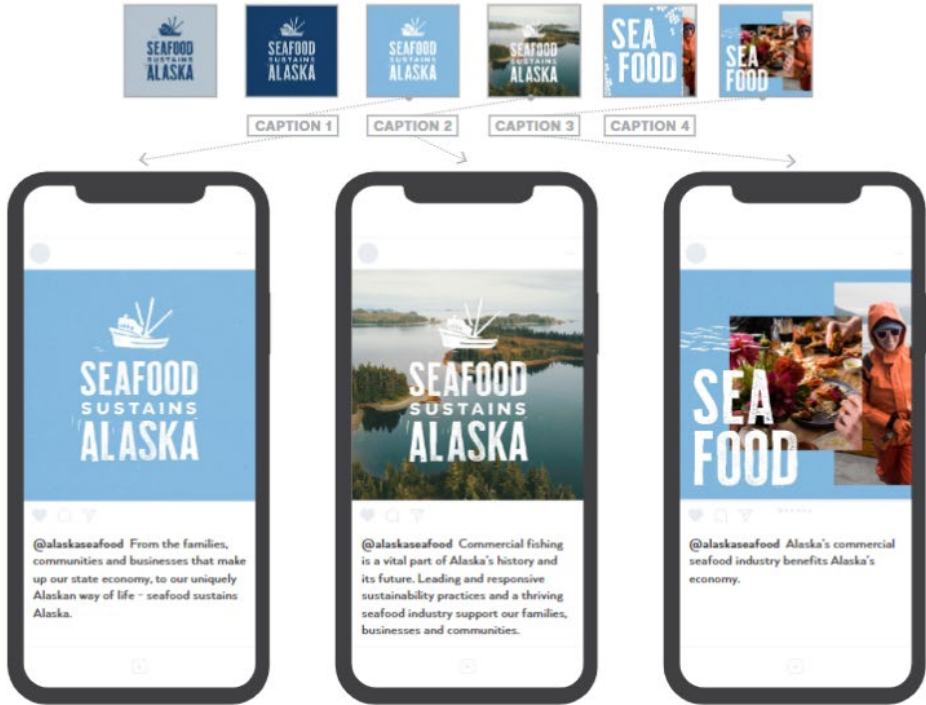 SEAFOOD
SUSTAINS
ALASKA
SEAFOOD
SUSTAINS
ALASKA
SEAFOOD
SUSTAINS
ALASKA
SEAFOOD
SUSTAINS
ALASKA
SEA
FOOD
SEA
FOOD
CAPTION 1
CAPTION 2
CAPTION 3
CAPTION 4
SEAFOOD
SUSTAINS
ALASKA
@alaskaseafood From the families,
communities and businesses that make
up our state economy, to our uniquely
Alaskan way of life – seafood sustains
Alaska.
SEAFOOD
SUSTAINS
ALASKA
@alaskaseafood Commercial fishing
is a vital part of Alaska's history and
its future. Leading and responsive
sustainability practices and a thriving
seafood industry support our families,
businesses and communities.
SEA
FOOD
@alaskaseafood Alaska's commercial
seafood industry benefits Alaska's
economy.